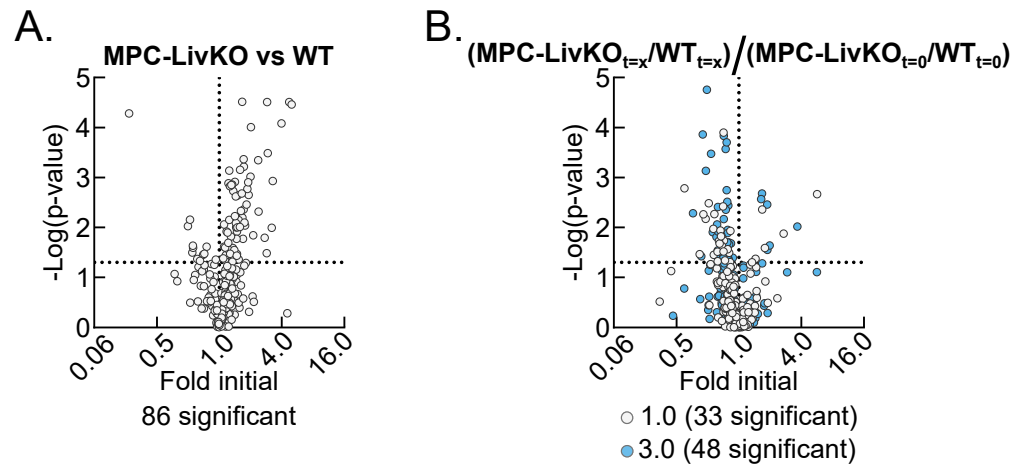 A.
MPC-LivKO vs WT
5
4
3
2
1
0
-Log(p-value)
0.06
0.5
1.0
4.0
16.0
Fold initial
86 significant
B.
(MPC-LivKOt=x/WTt=x)/(MPC-LivKOt=0/WTt=0)
5
4
3
2
1
0
-Log(p-value)
0.06
0.5
1.0
4.0
16.0
Fold initial
1.0 (33 significant)
3.0 (48 significant)